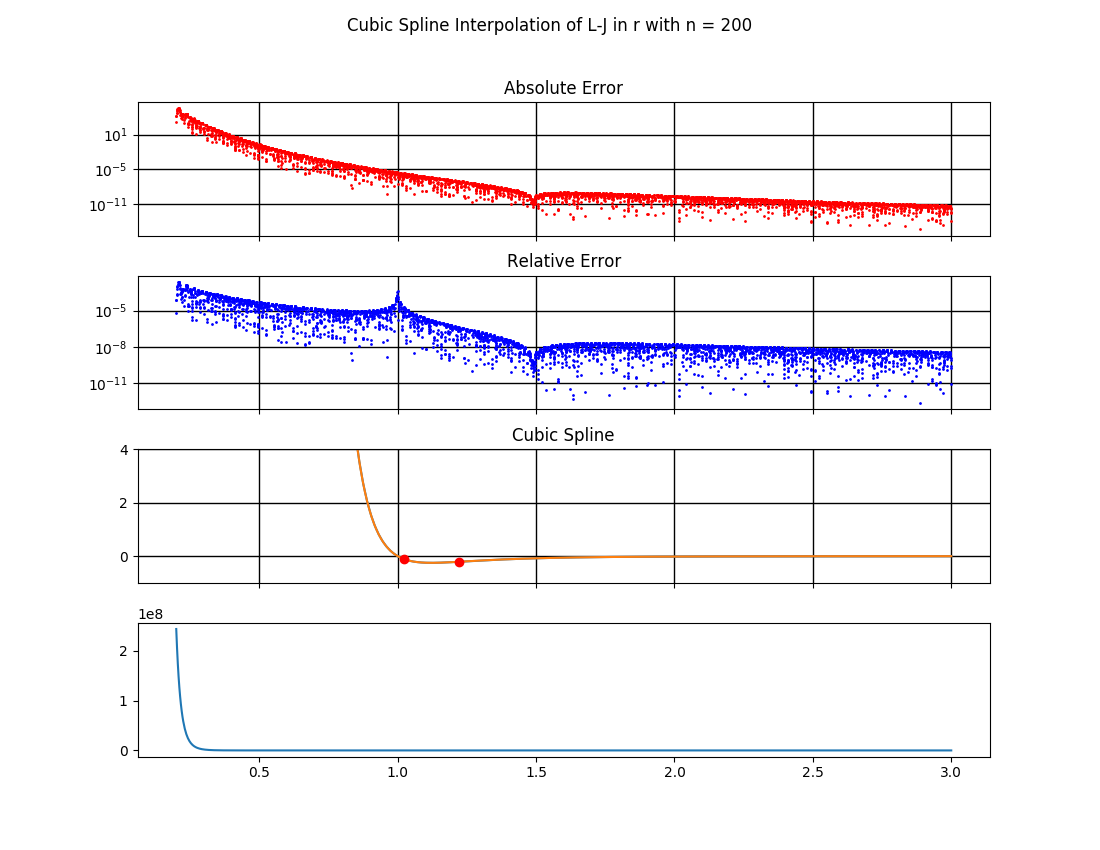 Cubic Spline Interpolation of L-J in r with n = 200
Absolute Error
10^1
10^-5
10^-11
Relative Error
10^-5
10^-8
10^-11
Cubic Spline
4
2
0
1e8
2
1
0
0.5 1.0 1.5 2.0 2.5 3.0